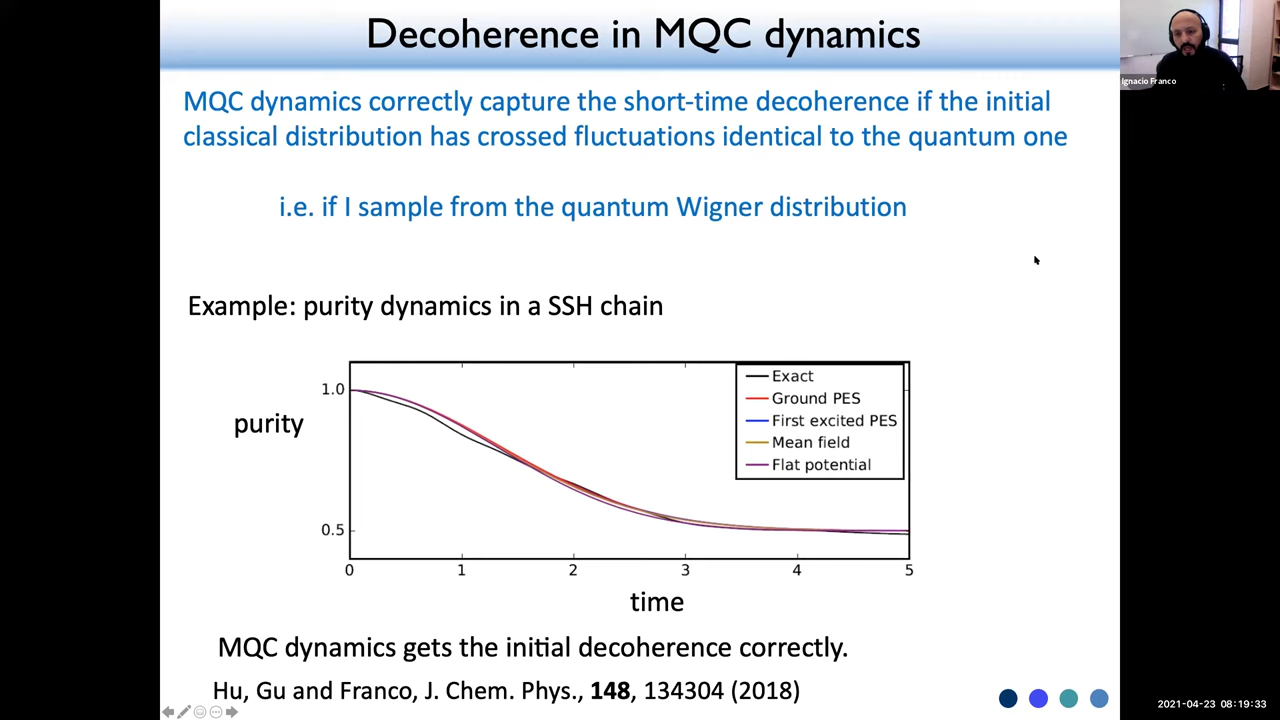 Decoherence in MQC dynamics
Ignacio Franco
MQC dynamics correctly capture the short-time decoherence if the initial
classical distribution has crossed fluctuations identical to the quantum one
i.e. if I sample from the quantum Wigner distribution
Example: purity dynamics in a SSH chain
purity
1.0
0.5
Exact
Ground PES
First excited PES
Mean field
Flat potential
0 1 2 3 4 5
time
MQC dynamics gets the initial decoherence correctly.
Hu, Gu and Franco, J. Chem. Phys., 148, 134304 (2018)
2021-04-23 08:19:33